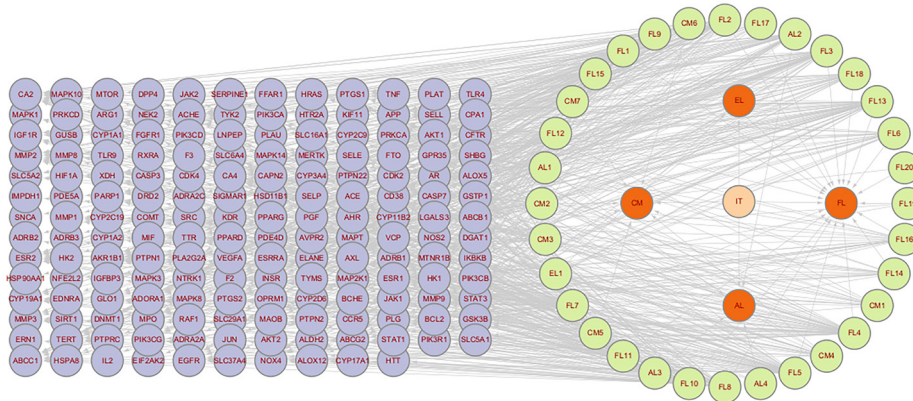 CA2 MAPK10 MTOR DPP4 JAK2 SERPINE1 FFAR1 HRAS PTGS1 TNF PLAT TLR4
MAPK1 PRKCD ARG1 NEK2 ACHE TYK2 PIK3CA HTR2A KIF11 APP SELL CPA1
IGF1R GUSB CYP1A1 FGFR1 PIK3CD LNPEP PLAU SLC16A1 CYP2C9 PRKCA AKT1 CFTR
MMP2 MMP8 TLR9 RXRA F3 SLC6A4 MAPK14 MERTK SELE FTO GPR35 SHBG
SLC5A2 HIF1A XDH CASP3 CDK4 CA4 CAPN2 CYP3A4 PTPN22 CDK2 AR ALOX5
IMPDH1 PDE5A PARP1 DRD2 ADRA2C SIGMAR1 HSD11B1 SELP ACE CD38 CASP7 GSTP1
SNCA MMP1 CYP2C19 COMT SRC KDR PPARG PGF AHR CYP11B2 LGALS3 ABCB1
ADRB2 ADRB3 CYP1A2 MIF TTR PPARD PDE4D AVPR2 MAPT VCP NOS2 DGAT1
ESR2 HK2 AKR1B1 PTPN1 PLA2G2A VEGFA ESRRA ELANE AXL ADRB1 MTNR1B IKBKB
HSP90AA1 NFE2L2 IGFBP3 MAPK3 NTRK1 F2 INSR TYMS MAP2K1 ESR1 HK1 PIK3CB
CYP19A1 EDNRA GLO1 ADORA1 MAPK8 PTGS2 OPRM1 CYP2D6 BCHE JAK1 MMP9 STAT3
MMP3 SIRT1 DNMT1 MPO RAF1 SLC29A1 MAOB PTPN2 CCR5 PLG BCL2 GSK3B
ERN1 TERT PTPRC PIK3CG ADRA2A JUN AKT2 ALDH2 ABCG2 STAT1 PIK3R1 SLC5A1
ABCC1 HSPA8 IL2 EIF2AK2 EGFR SLC37A4 NOX4 ALOX12 CYP17A1 HTT
FL2
CM6 FL17
FL9 AL2
FL1 FL3
FL15 FL18
CM7 EL FL13
FL12 FL6
AL1 FL20
CM2 CM IT FL
CM3 FL16
EL1 FL14
FL7 AL CM1
CM5 FL4
FL11 CM4
AL3 FL5
FL10 FL8 AL4